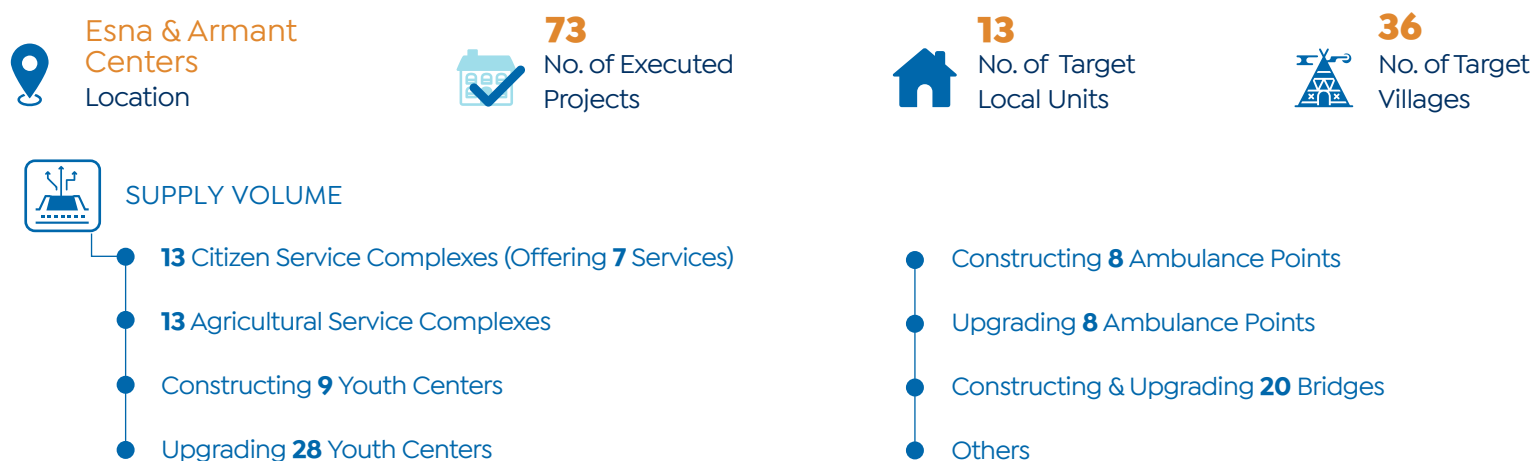 Esna & Armant
Centers
Location
73
No. of Executed
Projects
13
No. of Target
Local Units
36
No. of Target
Villages
SUPPLY VOLUME
13 Citizen Service Complexes (Offering 7 Services)
13 Agricultural Service Complexes
Constructing 9 Youth Centers
Upgrading 28 Youth Centers
Constructing 8 Ambulance Points
Upgrading 8 Ambulance Points
Constructing & Upgrading 20 Bridges
Others